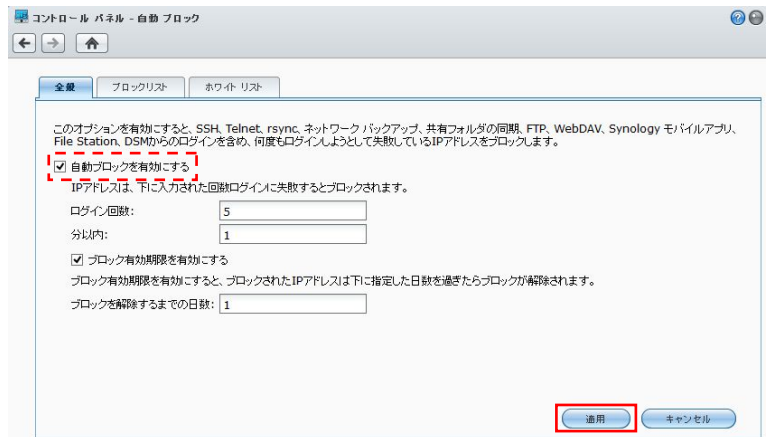 コントロール パネル - 自動 ブロック
全般 ブロックリスト ホワイト リスト
このオプションを有効にすると、SSH, Telnet, rsync, ネットワーク バックアップ、共有フォルダの同期, FTP, WebDAV, Synology モバイルアプリ,
File Station, DSMからのログインを含め、何度もログインしようとして失敗しているIPアドレスをブロックします。
自動ブロックを有効にする
IPアドレスは、下に入力された回数ログインに失敗するとブロックされます。
ログイン回数: 5
分以内: 1
ブロック有効期限を有効にする
ブロック有効期限を有効にすると、ブロックされたIPアドレスは下に指定した日数を過ぎたらブロックが解除されます。
ブロックを解除するまでの日数: 1
適用 キャンセル